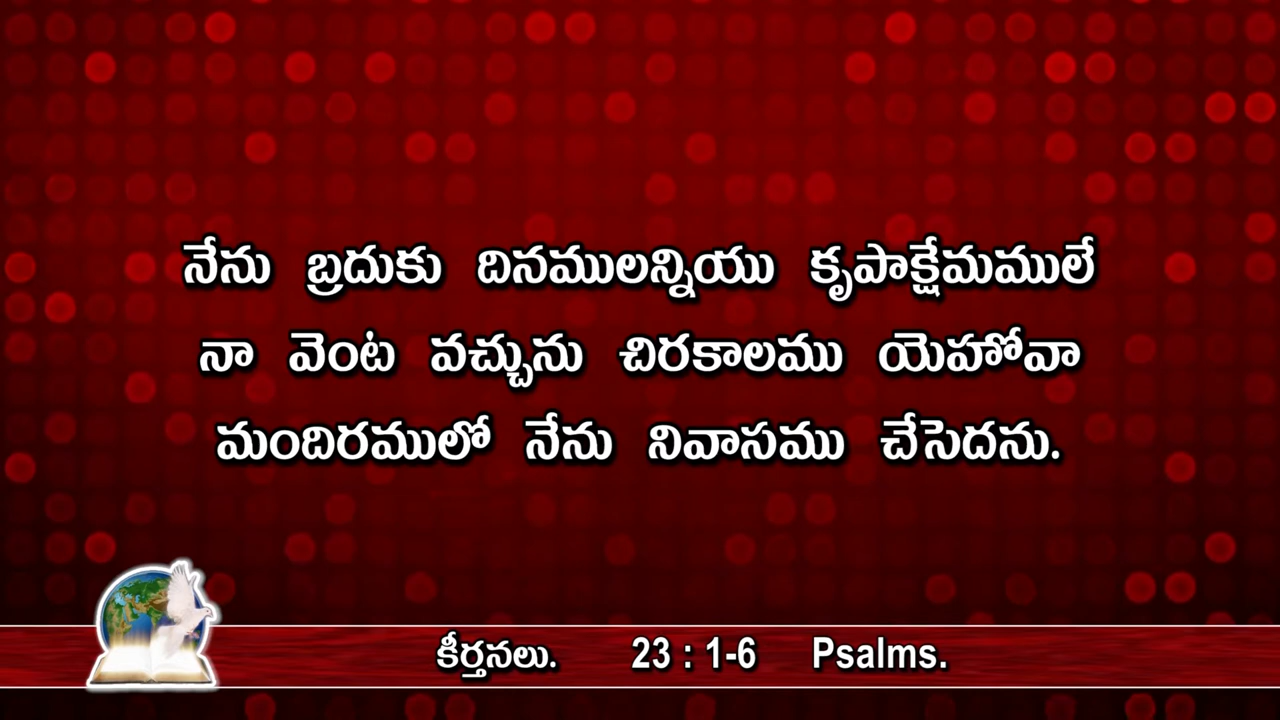 నేను బ్రదుకు దినములన్నియు కృపాక్షేమములే
నా వెంట వచ్చును చిరకాలము యెహోవా
మందిరములో నేను నివాసము చేసెదను.
కీర్తనలు. 23 : 1-6 Psalms.